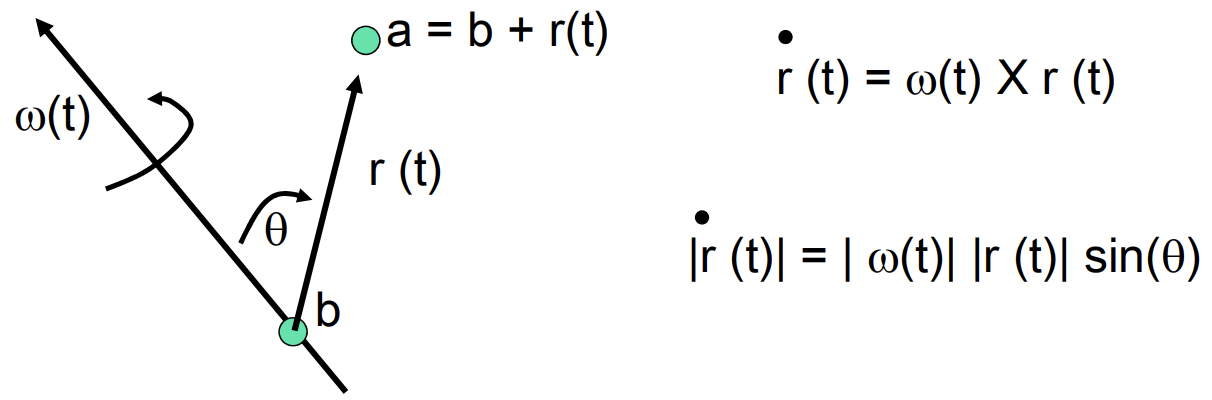 a = b + r(t)
ṙ (t) = ω(t) X r (t)
ω(t)
r (t)
θ
|ṙ (t)| = | ω(t)| |r (t)| sin(θ)
b